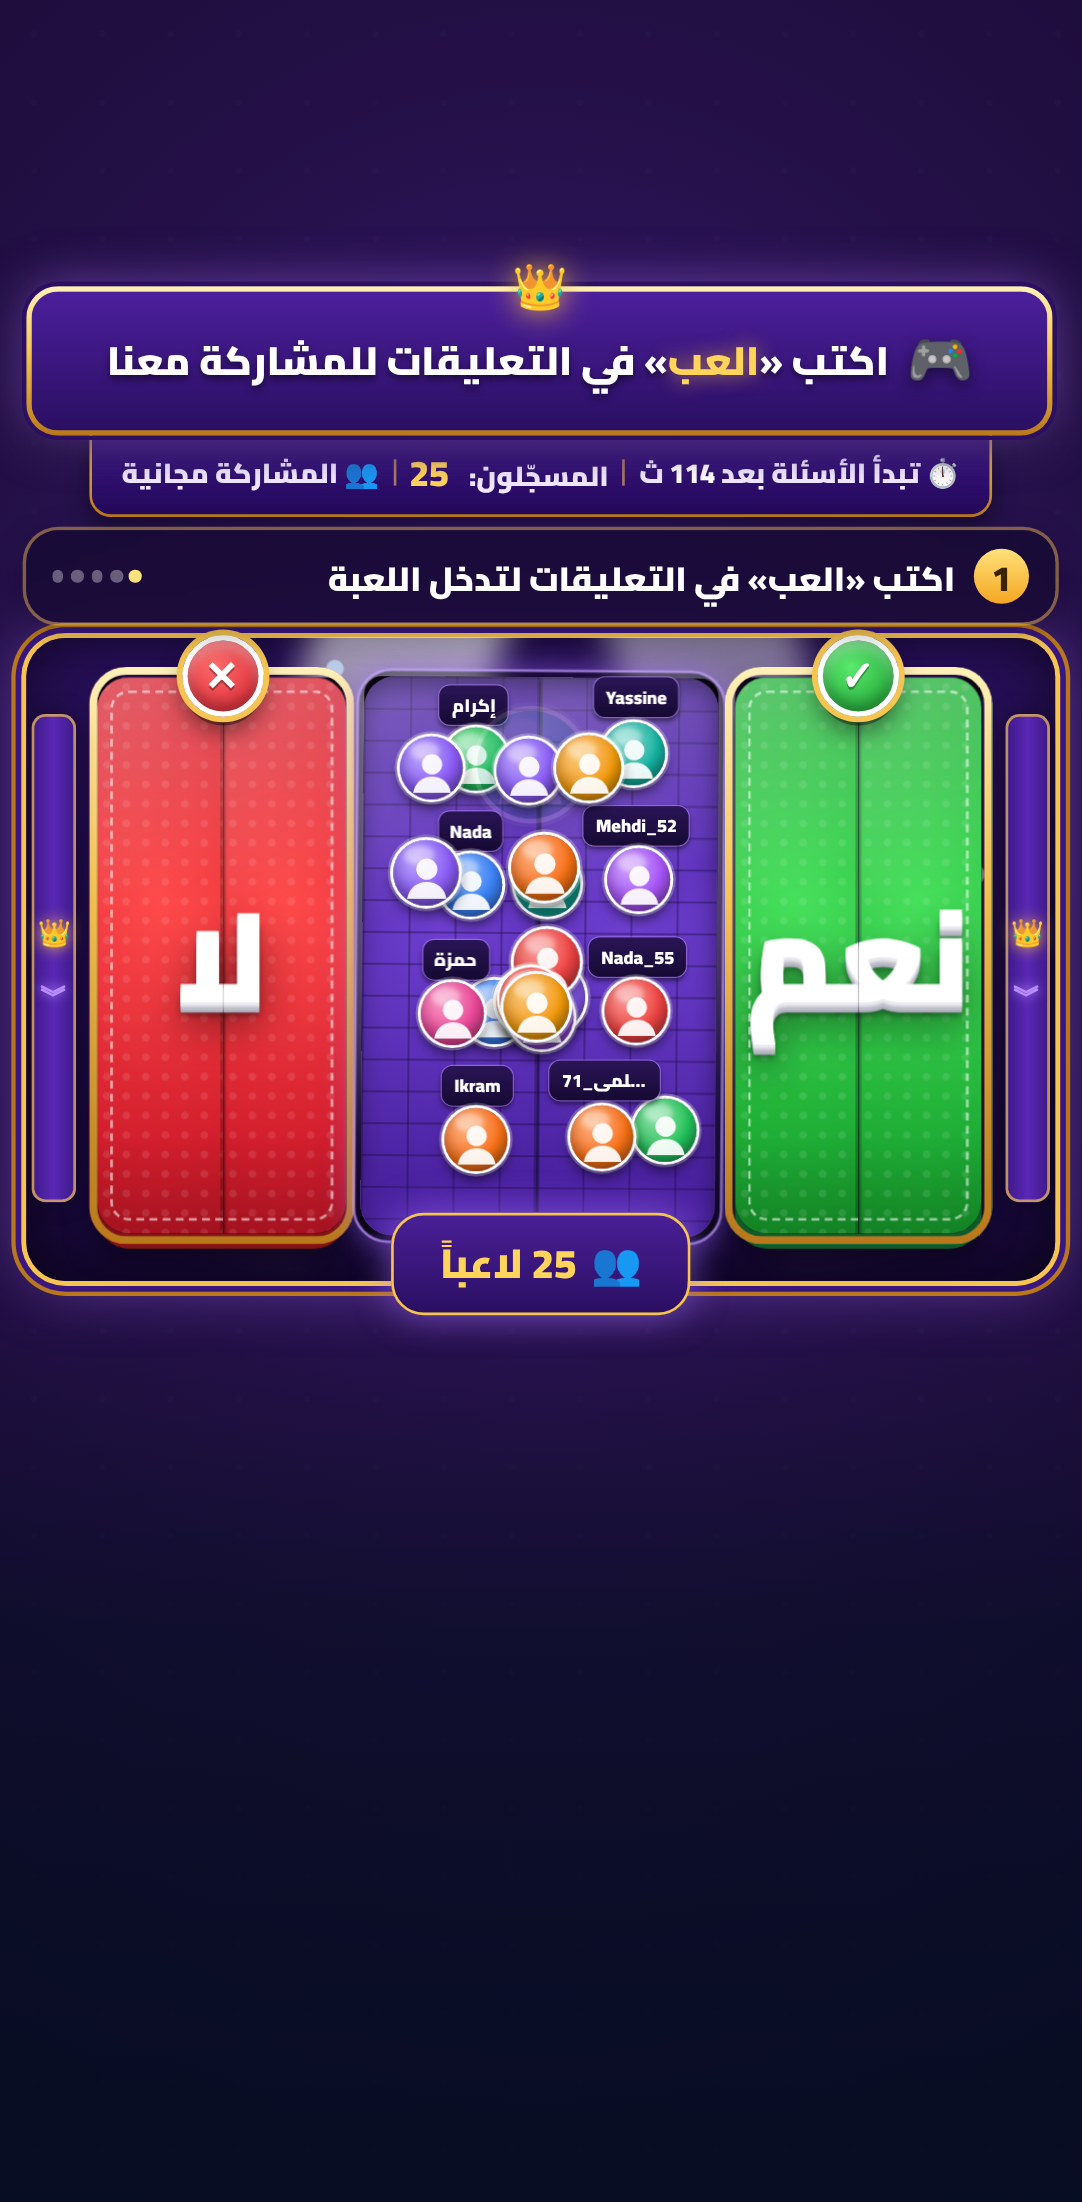 اكتب «العب» في التعليقات للمشاركة معنا
تبدأ الأسئلة بعد 114 ث | المسجّلون: 25 | المشاركة مجانية
1 اكتب «العب» في التعليقات لتدخل اللعبة
Yassine
إكرام
Mehdi_52
Nada
نعم
لا
Nada_55
حمزة
...لمى_71
Ikram
25 لاعباً